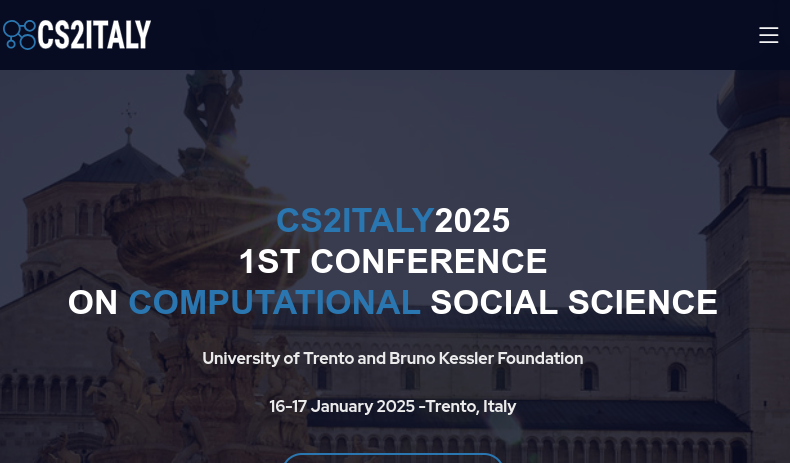 CS2ITALY
CS2ITALY2025
1ST CONFERENCE
ON COMPUTATIONAL SOCIAL SCIENCE
University of Trento and Bruno Kessler Foundation
16-17 January 2025 -Trento, Italy